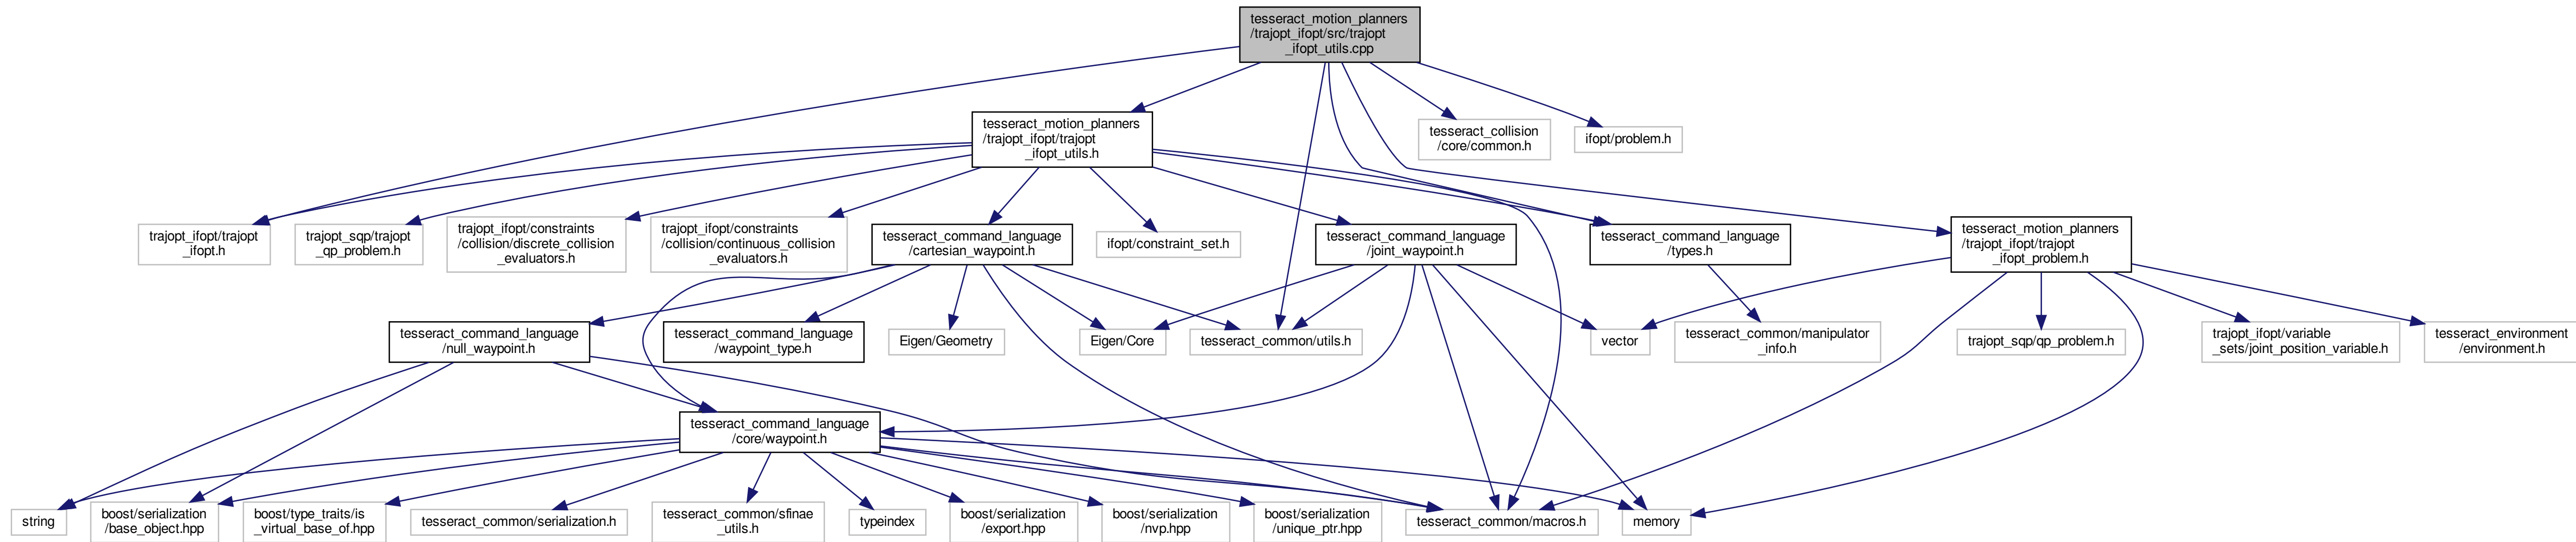 tesseract_motion_planners
/trajopt_ifopt/src/trajopt
_ifopt_utils.cpp
tesseract_motion_planners
/trajopt_ifopt/trajopt
_ifopt_utils.h
tesseract_collision
/core/common.h
ifopt/problem.h
trajopt_ifopt/trajopt
_ifopt.h
trajopt_sqp/trajopt
_qp_problem.h
trajopt_ifopt/constraints
/collision/discrete_collision
_evaluators.h
trajopt_ifopt/constraints
/collision/continuous_collision
_evaluators.h
tesseract_command_language
/cartesian_waypoint.h
ifopt/constraint_set.h
tesseract_command_language
/joint_waypoint.h
tesseract_command_language
/types.h
tesseract_motion_planners
/trajopt_ifopt/trajopt
_ifopt_problem.h
tesseract_command_language
/null_waypoint.h
tesseract_command_language
/waypoint_type.h
Eigen/Geometry
Eigen/Core
tesseract_common/utils.h
vector
tesseract_common/manipulator
_info.h
trajopt_sqp/qp_problem.h
trajopt_ifopt/variable
_sets/joint_position_variable.h
tesseract_environment
/environment.h
tesseract_command_language
/core/waypoint.h
string
boost/serialization
/base_object.hpp
boost/type_traits/is
_virtual_base_of.hpp
tesseract_common/serialization.h
tesseract_common/sfinae
_utils.h
typeindex
boost/serialization
/export.hpp
boost/serialization
/nvp.hpp
boost/serialization
/unique_ptr.hpp
tesseract_common/macros.h
memory